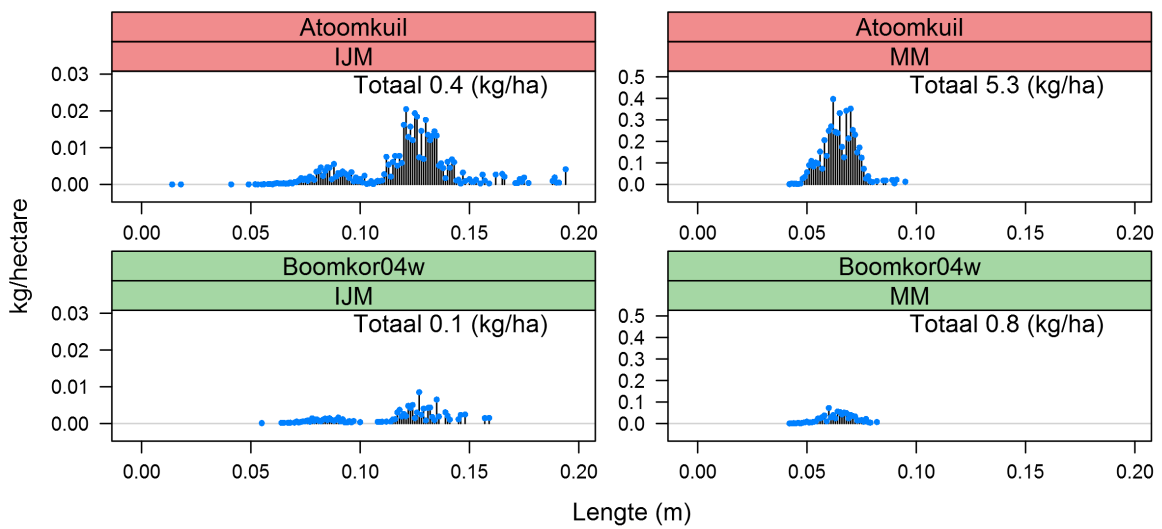 Atoomkuil
IJM
Totaal 0.4 (kg/ha)
0.03
0.02
0.01
0.00
0.00 0.05 0.10 0.15 0.20
Atoomkuil
MM
Totaal 5.3 (kg/ha)
0.5
0.4
0.3
0.2
0.1
0.0
0.00 0.05 0.10 0.15 0.20
kg/hectare
Boomkor04w
IJM
Totaal 0.1 (kg/ha)
0.03
0.02
0.01
0.00
0.00 0.05 0.10 0.15 0.20
Boomkor04w
MM
Totaal 0.8 (kg/ha)
0.5
0.4
0.3
0.2
0.1
0.0
0.00 0.05 0.10 0.15 0.20
Lengte (m)